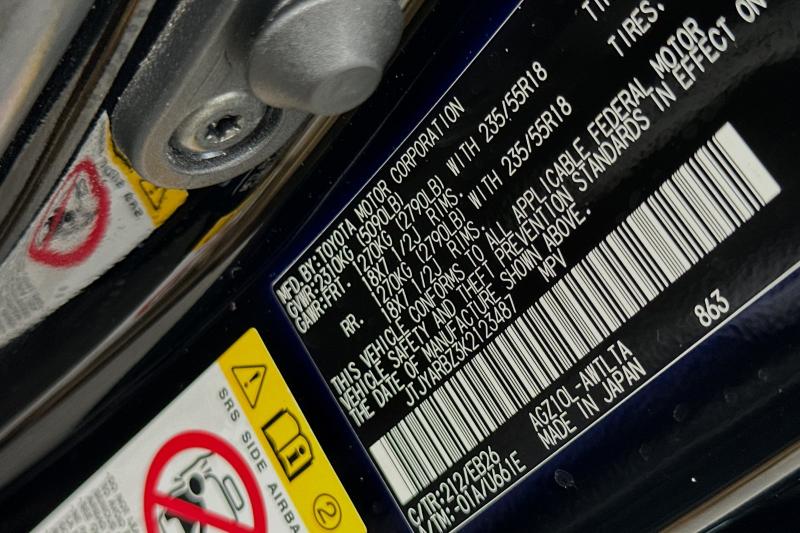 MFD.BY:TOYOTA MOTOR CORPORATION
GVWR:2310KG (5090LB)
GAWR:FRT. 1270KG (2790LB) WITH 235/55R18 TIRES.
18X7 1/2J RIMS.
RR. 1270KG (2790LB) WITH 235/55R18
18X7 1/2J RIMS
THIS VEHICLE CONFORMS TO ALL APPLICABLE FEDERAL MOTOR
VEHICLE SAFETY AND THEFT PREVENTION STANDARDS IN EFFECT ON
THE DATE OF MANUFACTURE SHOWN ABOVE.
JTJYARBZ3K2123487 MPV
863
C/TR:212/EB26 AGZ10L-AWTLTA
A/TM:-01A/U661E MADE IN JAPAN
SRS SIDE AIRBA
2